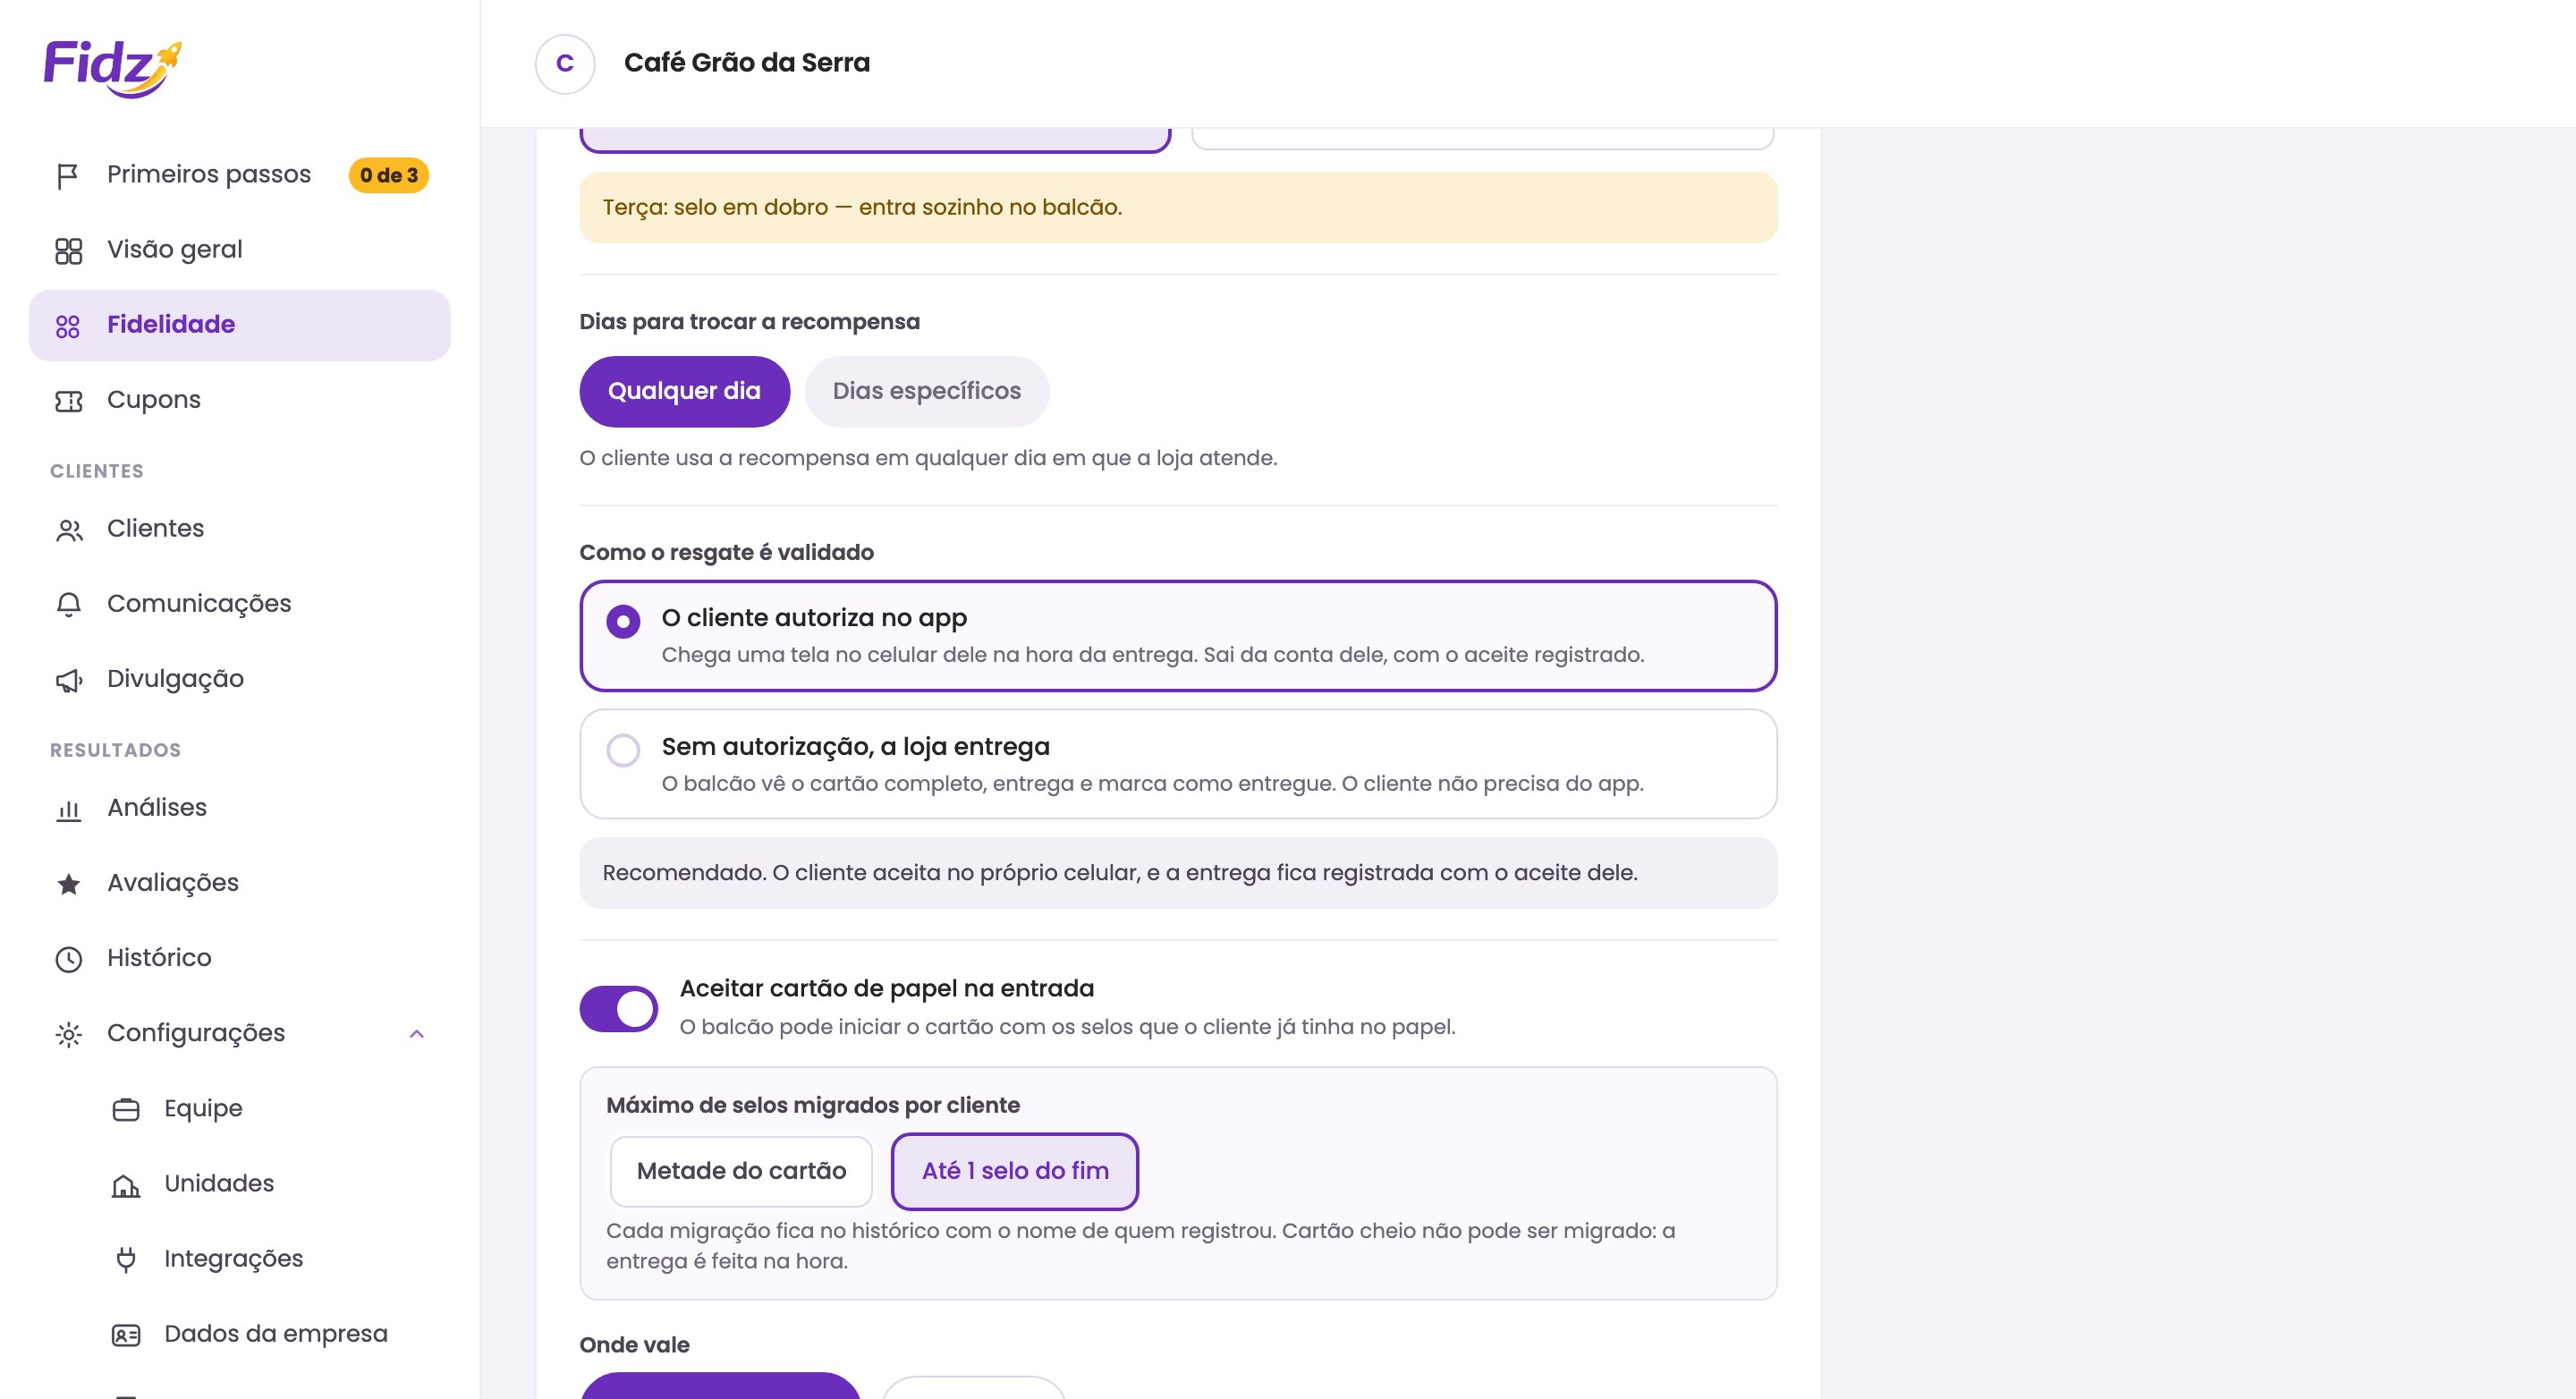 Fidz
Primeiros passos
0 de 3
Visão geral
Fidelidade
Cupons
CLIENTES
Clientes
Comunicações
Divulgação
RESULTADOS
Análises
Avaliações
Histórico
Configurações
Equipe
Unidades
Integrações
Dados da empresa
C
Café Grão da Serra
Terça: selo em dobro — entra sozinho no balcão.
Dias para trocar a recompensa
Qualquer dia
Dias específicos
O cliente usa a recompensa em qualquer dia em que a loja atende.
Como o resgate é validado
O cliente autoriza no app
Chega uma tela no celular dele na hora da entrega. Sai da conta dele, com o aceite registrado.
Sem autorização, a loja entrega
O balcão vê o cartão completo, entrega e marca como entregue. O cliente não precisa do app.
Recomendado. O cliente aceita no próprio celular, e a entrega fica registrada com o aceite dele.
Aceitar cartão de papel na entrada
O balcão pode iniciar o cartão com os selos que o cliente já tinha no papel.
Máximo de selos migrados por cliente
Metade do cartão
Até 1 selo do fim
Cada migração fica no histórico com o nome de quem registrou. Cartão cheio não pode ser migrado: a
entrega é feita na hora.
Onde vale